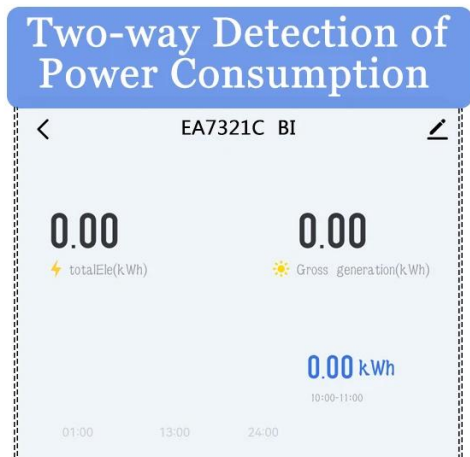 Two-way Detection of
Power Consumption
EA7321C BI
0.00
totalEle(kWh)
0.00
Gross generation(kWh)
0.00 kWh
10:00-11:00
01:00 13:00 24:00